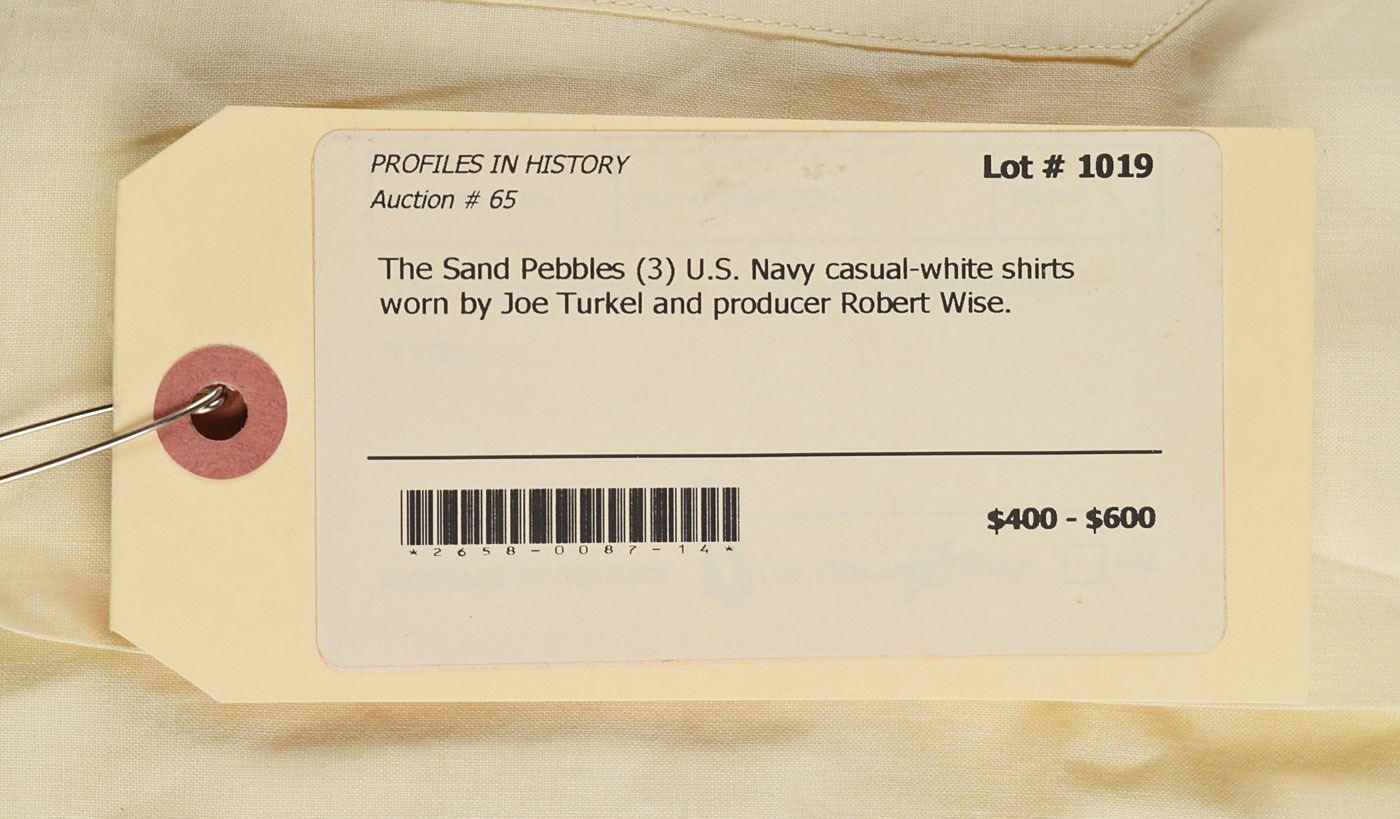 PROFILES IN HISTORY
Lot # 1019
Auction # 65
The Sand Pebbles (3) U.S. Navy casual-white shirts
worn by Joe Turkel and producer Robert Wise.
*2658-0087-14*
$400 - $600